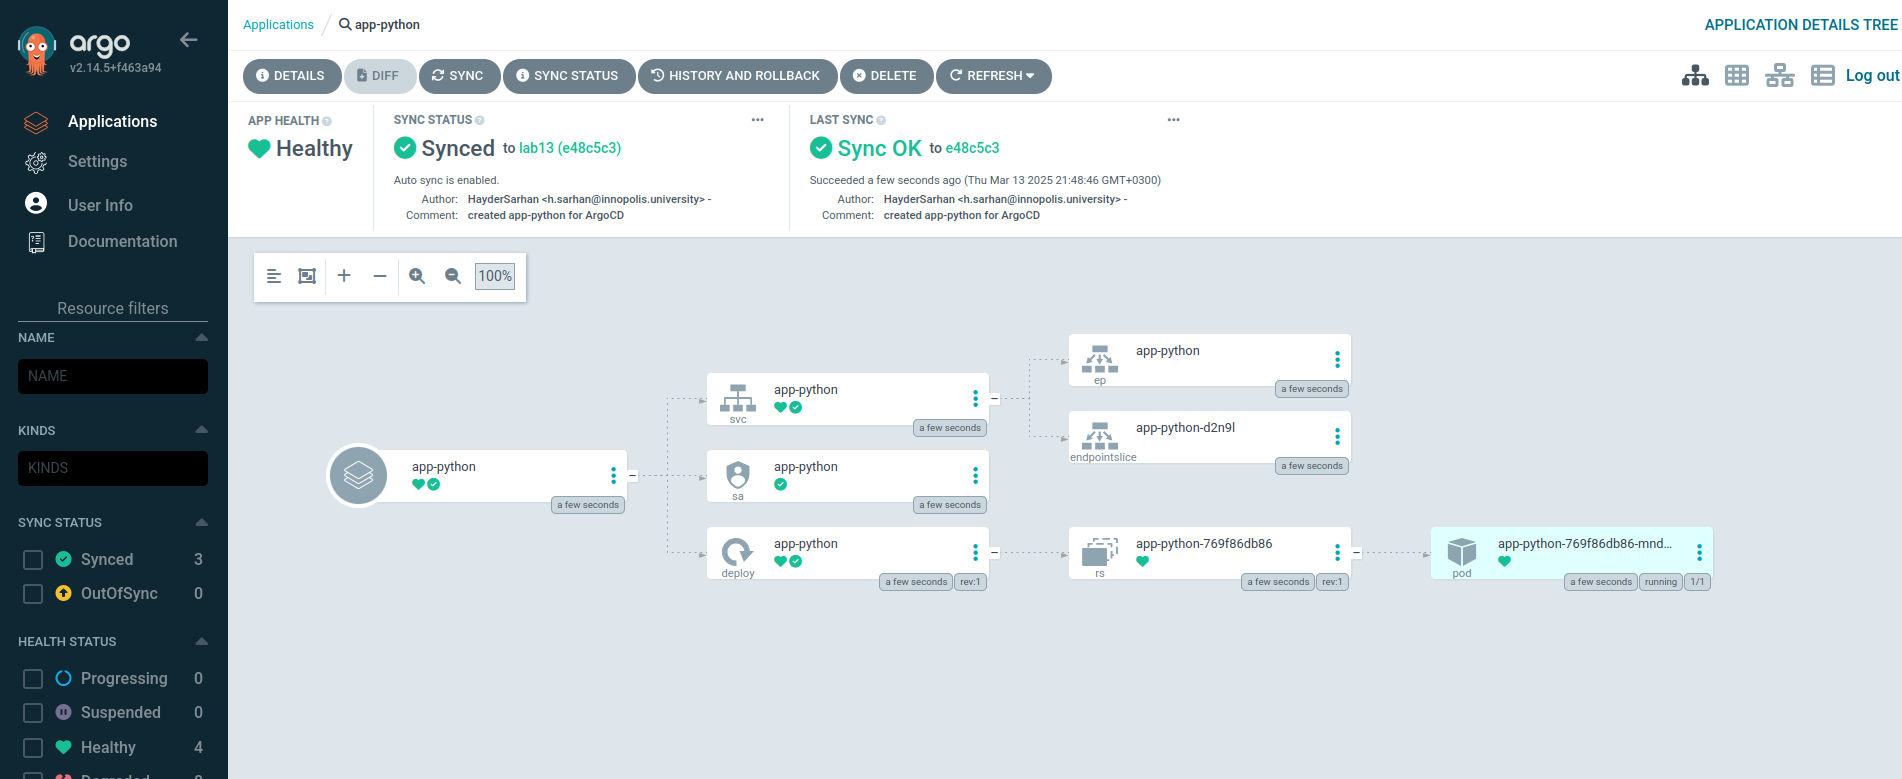 argo
v2.14.5+f463a94
Applications
Settings
User Info
Documentation
Resource filters
NAME
NAME
KINDS
KINDS
SYNC STATUS
Synced 3
OutOfSync 0
HEALTH STATUS
Progressing 0
Suspended 0
Healthy 4
Degraded 0
Applications / app-python
APPLICATION DETAILS TREE
DETAILS DIFF SYNC SYNC STATUS HISTORY AND ROLLBACK DELETE REFRESH
Log out
APP HEALTH
Healthy
SYNC STATUS
Synced to lab13 (e48c5c3)
Auto sync is enabled.
Author: HayderSarhan <h.sarhan@innopolis.university> -
Comment: created app-python for ArgoCD
LAST SYNC
Sync OK to e48c5c3
Succeeded a few seconds ago (Thu Mar 13 2025 21:48:46 GMT+0300)
Author: HayderSarhan <h.sarhan@innopolis.university> -
Comment: created app-python for ArgoCD
100%
app-python
a few seconds
app-python
svc
a few seconds
app-python
sa
a few seconds
app-python
deploy
a few seconds rev:1
app-python
ep
a few seconds
app-python-d2n9l
endpointslice
a few seconds
app-python-769f86db86
rs
a few seconds rev:1
app-python-769f86db86-mnd...
pod
a few seconds running 1/1